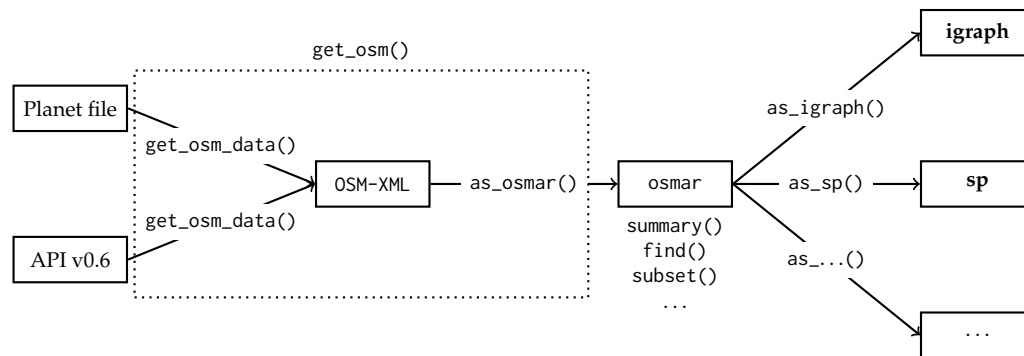 igraph
get_osm()
Planet file
as_igraph()
get_osm_data()
OSM-XML
as_osmar()
osmar
as_sp()
sp
get_osm_data()
summary()
find()
subset()
...
API v0.6
as_...()
...